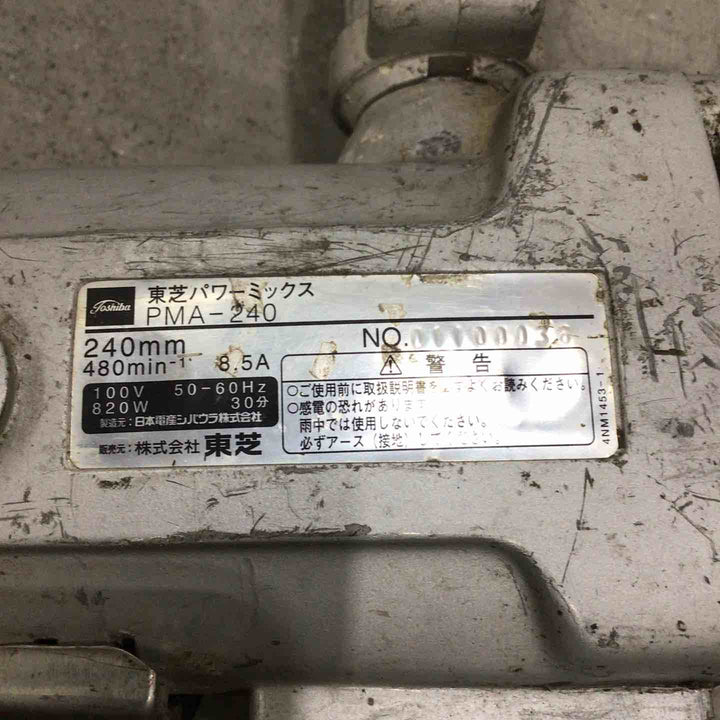 Toshiba
東芝パワーミックス
PMA-240
240mm
480min⁻¹ 8.5A
100V 50-60Hz
820W 30分
製造元: 日本電産シバウラ株式会社
販売元: 株式会社 東芝
NO.
⚠ 警告
○ご使用前に取扱説明書を よくお読みください。
○感電の恐れがあります
雨中では使用しないでください。
必ずアース（接地）してく
4NM1453-1